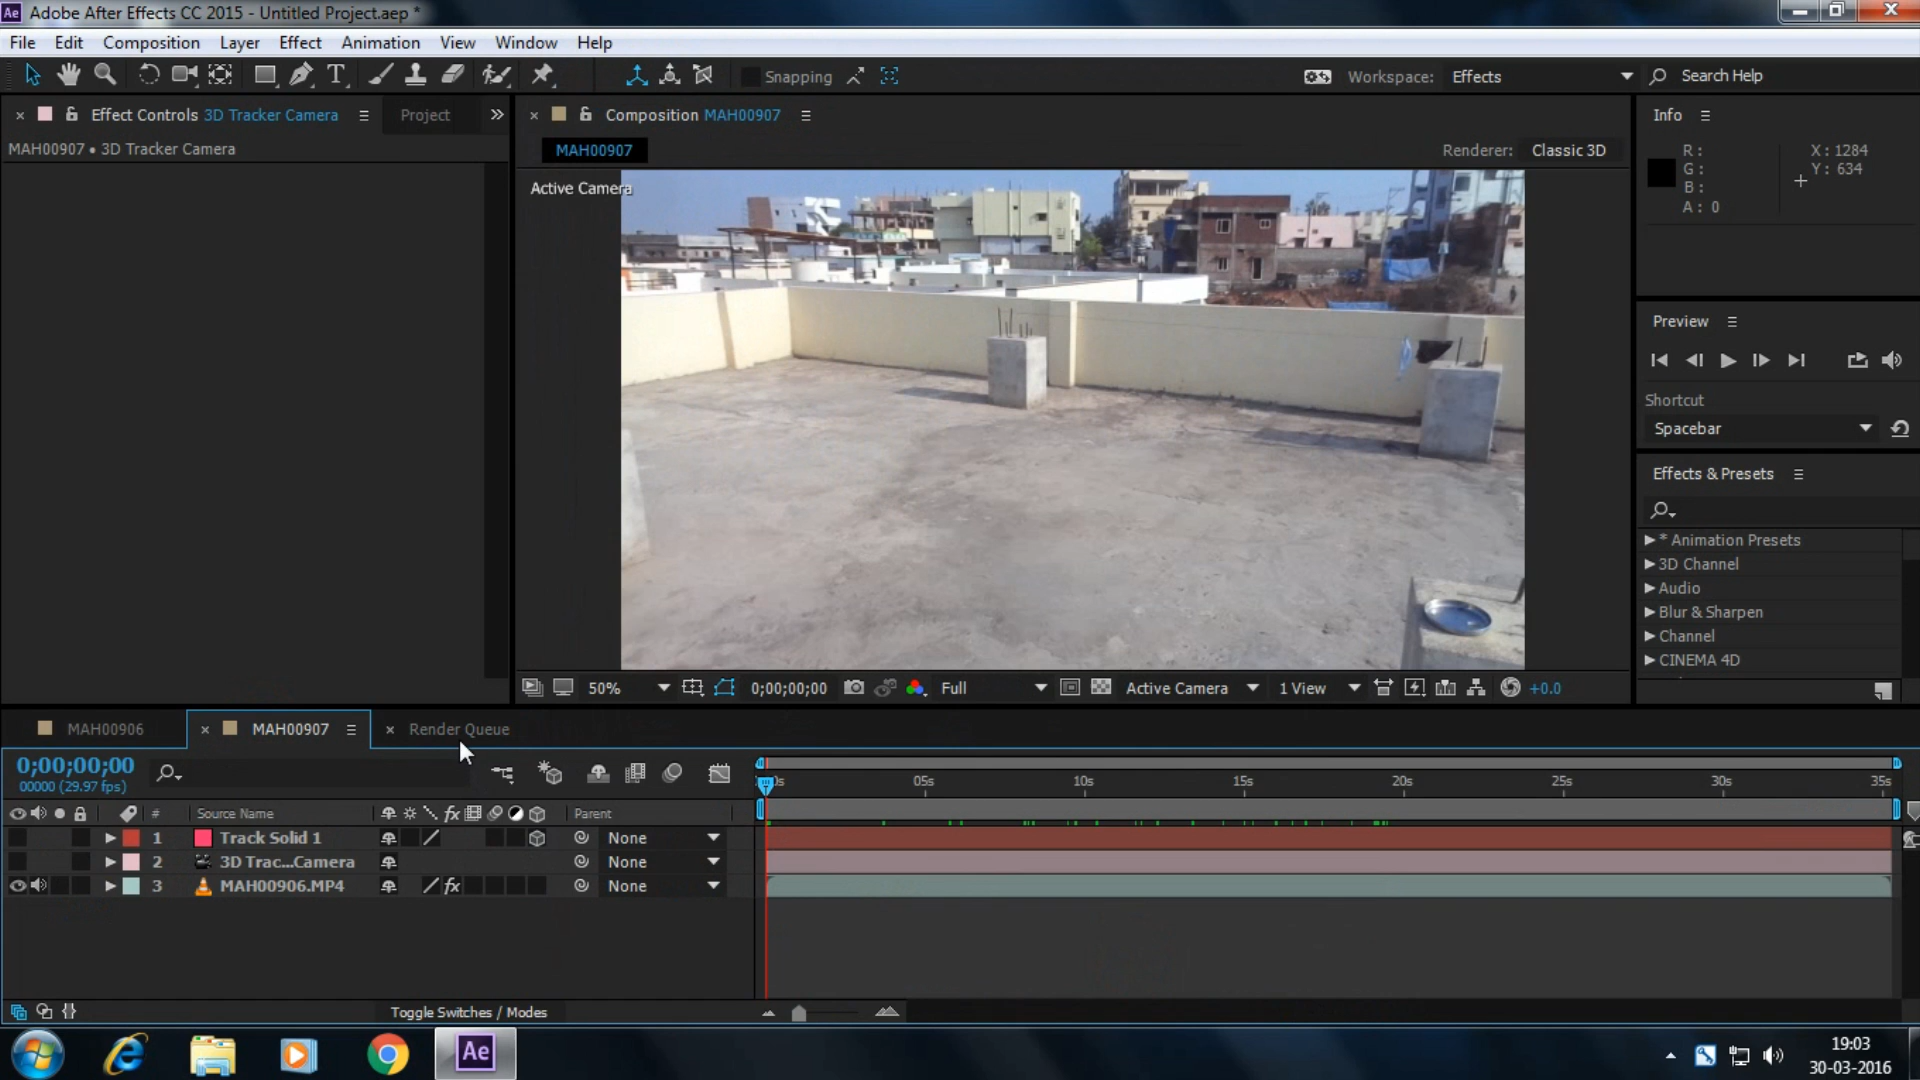 Ae Adobe After Effects CC 2015 - Untitled Project.aep *
File Edit Composition Layer Effect Animation View Window Help
Snapping Workspace: Effects Search Help
Effect Controls 3D Tracker Camera Project
MAH00907 • 3D Tracker Camera
Composition MAH00907
MAH00907 Renderer: Classic 3D
Active Camera
Info
R: X: 1284
G: Y: 634
B:
A: 0
Preview
Shortcut
Spacebar
Effects & Presets
* Animation Presets
3D Channel
Audio
Blur & Sharpen
Channel
CINEMA 4D
50% 0;00;00;00 Full Active Camera 1 View +0.0
MAH00906 MAH00907 Render Queue
0;00;00;00
00000 (29.97 fps)
05s 10s 15s 20s 25s 30s 35s
# Source Name fx Parent
1 Track Solid 1 None
2 3D Trac...Camera None
3 MAH00906.MP4 fx None
Toggle Switches / Modes
Ae
19:03
30-03-2016